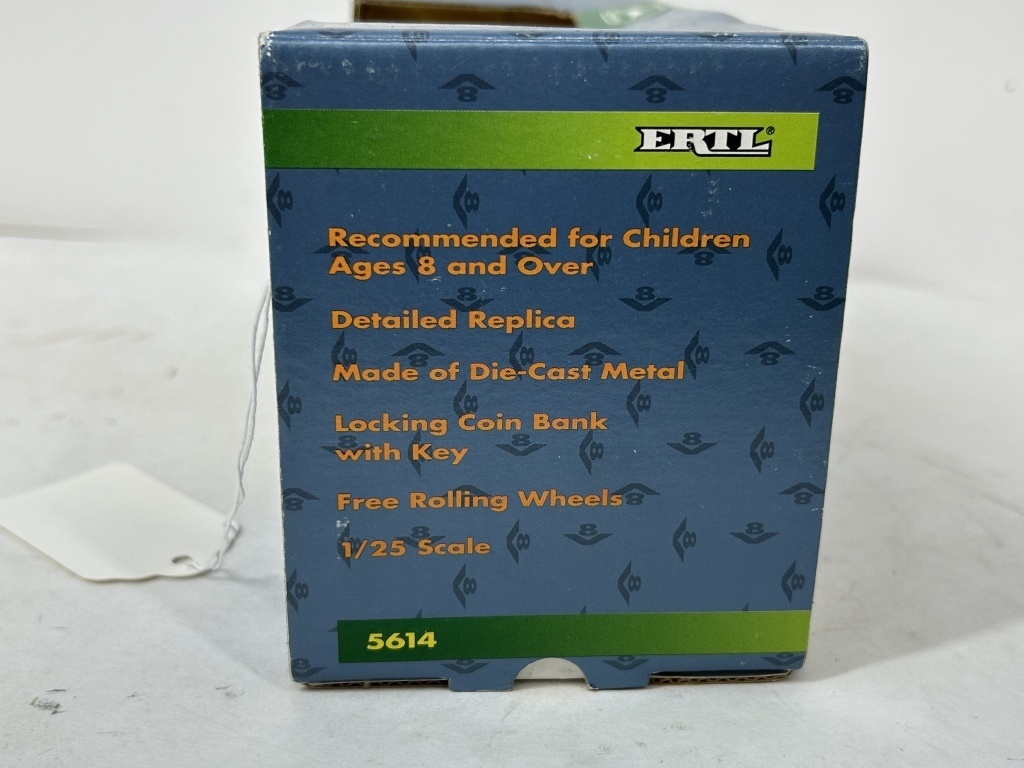 ERTL®
Recommended for Children
Ages 8 and Over
Detailed Replica
Made of Die-Cast Metal
Locking Coin Bank
with Key
Free Rolling Wheels
1/25 Scale
5614